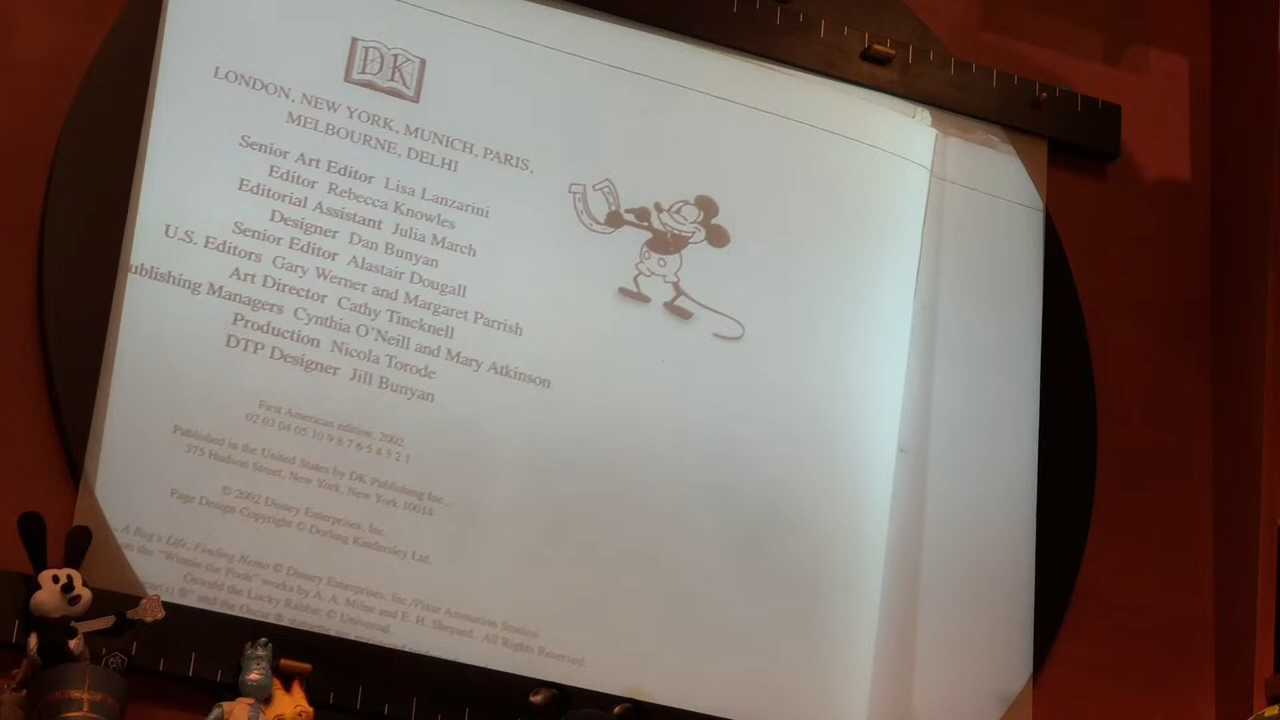 DK
LONDON, NEW YORK, MUNICH, PARIS,
MELBOURNE, DELHI
Senior Art Editor Lisa Lanzarini
Editor Rebecca Knowles
Editorial Assistant Julia March
Designer Dan Bunyan
Senior Editor Alastair Dougall
U.S. Editors Gary Werner and Margaret Parrish
Art Director Cathy Tincknell
ublishing Managers Cynthia O'Neill and Mary Atkinson
Production Nicola Torode
DTP Designer Jill Bunyan
First American edition, 2002
02 03 04 05 10 9 8 7 6 5 4 3 2 1
Published in the United States by DK Publishing Inc.,
375 Hudson Street, New York, New York 10014
© 2002 Disney Enterprises, Inc.
Page Design Copyright © Dorling Kindersley Ltd.
A Bug's Life, Finding Nemo © Disney Enterprises, Inc./Pixar Animation Studios
on the "Winnie the Pooh" works by A. A. Milne and E. H. Shepard. All Rights Reserved.
Oswald the Lucky Rabbit: © Universal.
® and the Oscar ®